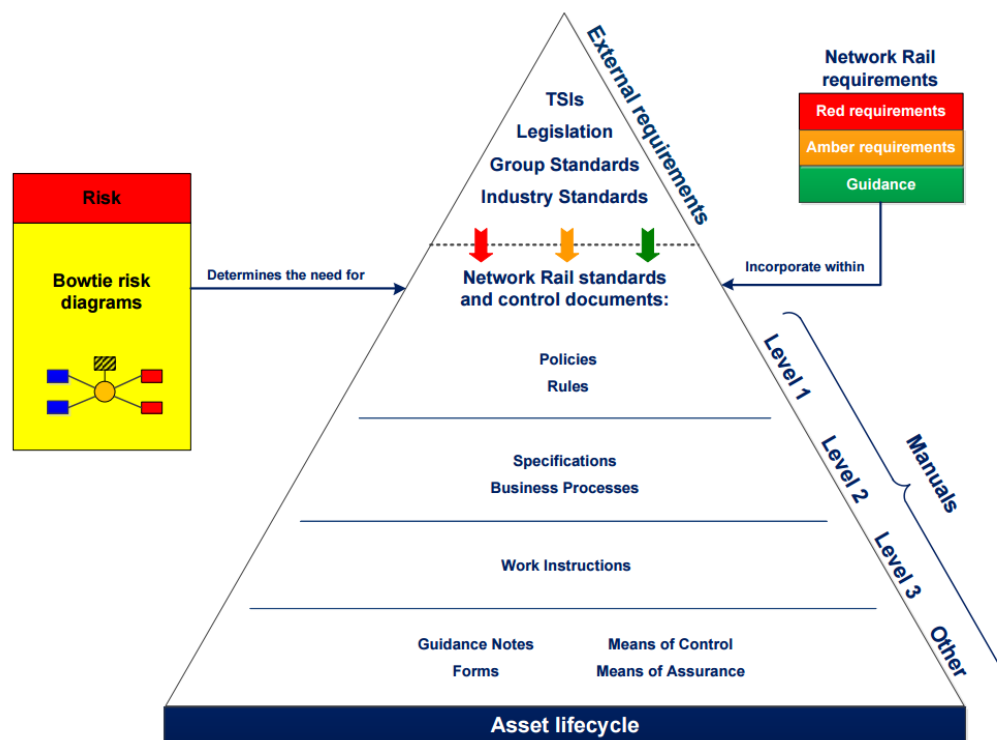 External requirements
TSIs
Legislation
Group Standards
Industry Standards
Network Rail
requirements
Red requirements
Amber requirements
Guidance
Incorporate within
Risk
Bowtie risk
diagrams
Determines the need for
Network Rail standards
and control documents:
Policies
Rules
Level 1
Specifications
Business Processes
Level 2
Work Instructions
Level 3
Guidance Notes
Forms
Means of Control
Means of Assurance
Other
Manuals
Asset lifecycle